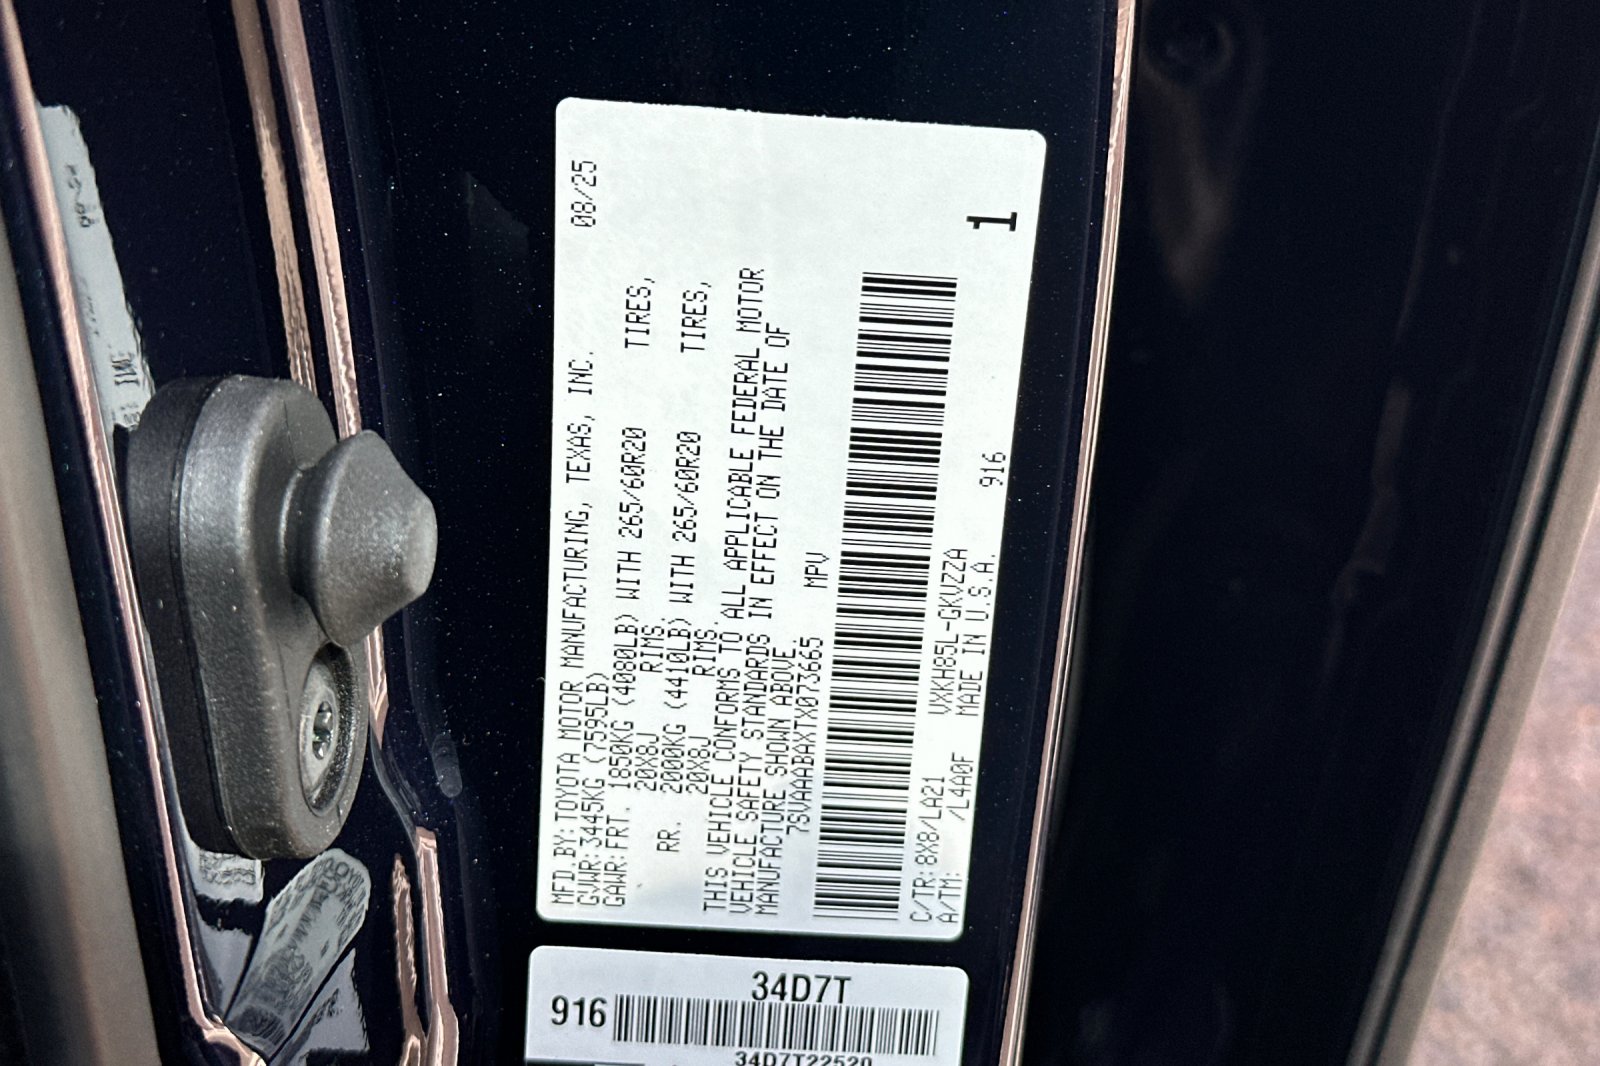 08/25
MFD.BY:TOYOTA MOTOR MANUFACTURING, TEXAS, INC.
GVWR:3445KG (7595LB)
GAWR:FRT. 1850KG (4080LB) WITH 265/60R20 TIRES,
20X8J RIMS,
RR. 2000KG (4410LB) WITH 265/60R20 TIRES,
20X8J RIMS.
THIS VEHICLE CONFORMS TO ALL APPLICABLE FEDERAL MOTOR
VEHICLE SAFETY STANDARDS IN EFFECT ON THE DATE OF
MANUFACTURE SHOWN ABOVE.
7SVAAABAXTX073665 MPV
C/TR:8X8/LA21 VXKH85L-GKVZZA
A/TM: /L4A0F MADE IN U.S.A. 916
1
34D7T
916
34D7T22520